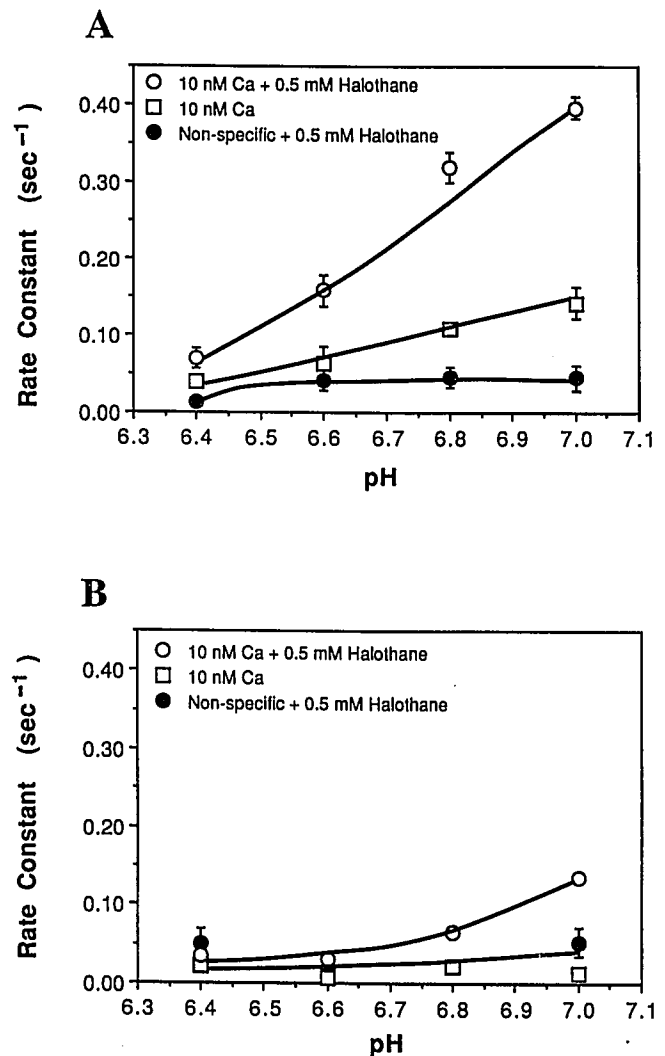 A
10 nM Ca + 0.5 mM Halothane
10 nM Ca
Non-specific + 0.5 mM Halothane
0.40
0.30
0.20
0.10
0.00
Rate Constant (sec⁻¹)
6.3 6.4 6.5 6.6 6.7 6.8 6.9 7.0 7.1
pH
B
10 nM Ca + 0.5 mM Halothane
10 nM Ca
Non-specific + 0.5 mM Halothane
0.40
0.30
0.20
0.10
0.00
Rate Constant (sec⁻¹)
6.3 6.4 6.5 6.6 6.7 6.8 6.9 7.0 7.1
pH